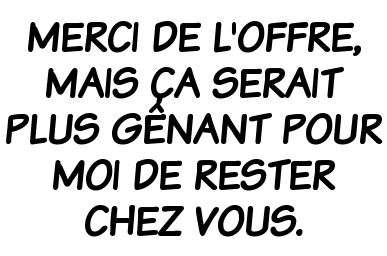 MERCI DE L'OFFRE,
MAIS ÇA SERAIT
PLUS GÊNANT POUR
MOI DE RESTER
CHEZ VOUS.